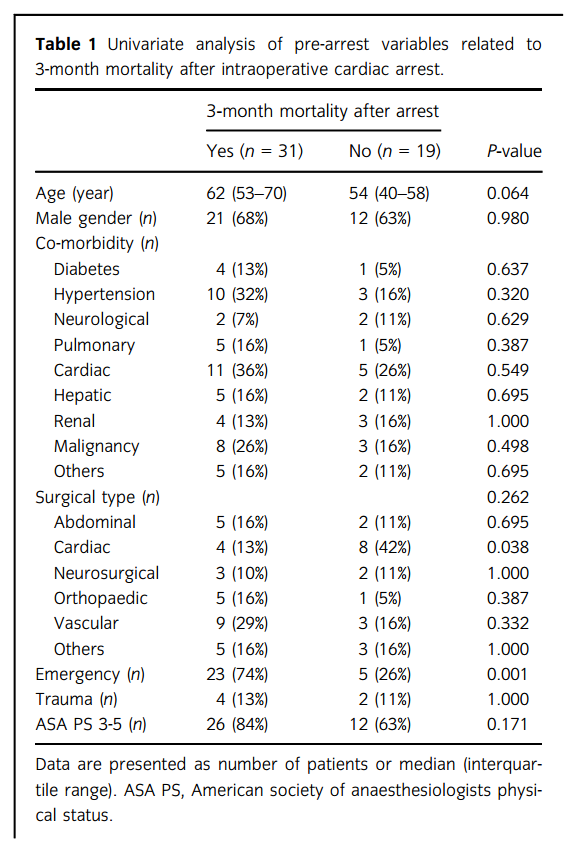 Table 1 Univariate analysis of pre-arrest variables related to
3-month mortality after intraoperative cardiac arrest.
3-month mortality after arrest
Yes (n = 31) No (n = 19) P-value
Age (year) 62 (53–70) 54 (40–58) 0.064
Male gender (n) 21 (68%) 12 (63%) 0.980
Co-morbidity (n)
Diabetes 4 (13%) 1 (5%) 0.637
Hypertension 10 (32%) 3 (16%) 0.320
Neurological 2 (7%) 2 (11%) 0.629
Pulmonary 5 (16%) 1 (5%) 0.387
Cardiac 11 (36%) 5 (26%) 0.549
Hepatic 5 (16%) 2 (11%) 0.695
Renal 4 (13%) 3 (16%) 1.000
Malignancy 8 (26%) 3 (16%) 0.498
Others 5 (16%) 2 (11%) 0.695
Surgical type (n) 0.262
Abdominal 5 (16%) 2 (11%) 0.695
Cardiac 4 (13%) 8 (42%) 0.038
Neurosurgical 3 (10%) 2 (11%) 1.000
Orthopaedic 5 (16%) 1 (5%) 0.387
Vascular 9 (29%) 3 (16%) 0.332
Others 5 (16%) 3 (16%) 1.000
Emergency (n) 23 (74%) 5 (26%) 0.001
Trauma (n) 4 (13%) 2 (11%) 1.000
ASA PS 3-5 (n) 26 (84%) 12 (63%) 0.171
Data are presented as number of patients or median (interquar-
tile range). ASA PS, American society of anaesthesiologists physi-
cal status.